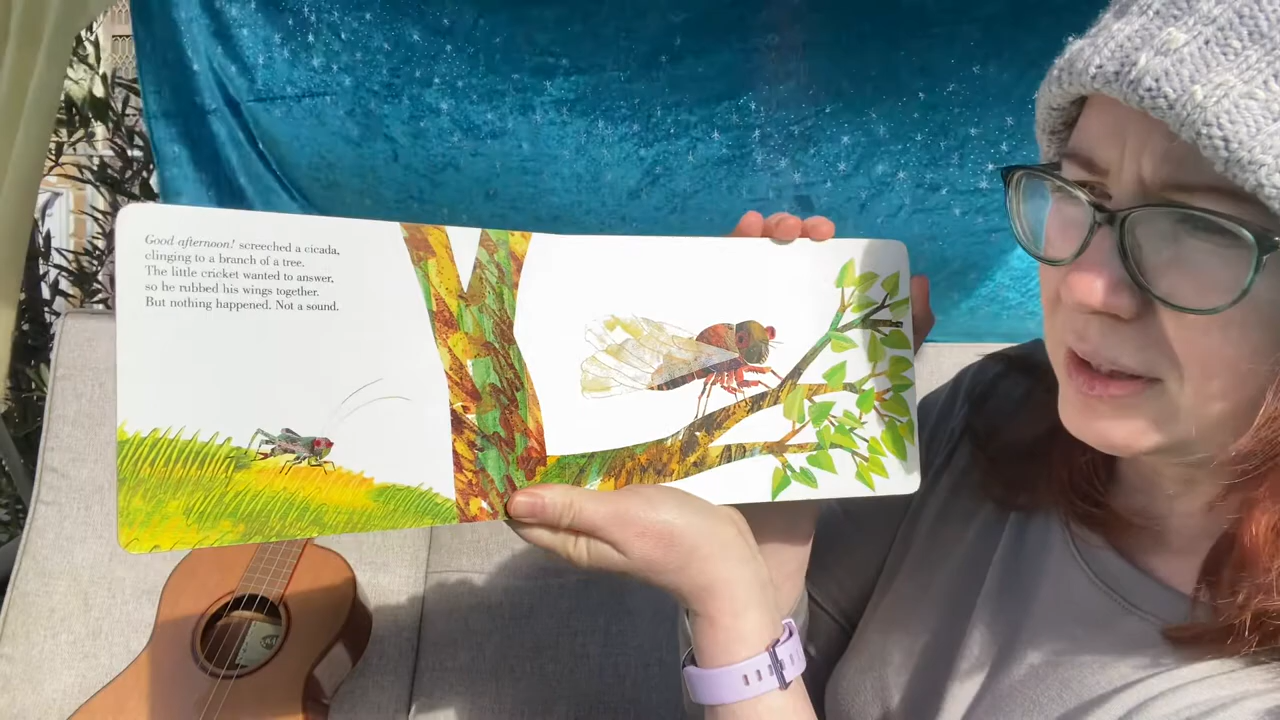 Good afternoon! screeched a cicada,
clinging to a branch of a tree.
The little cricket wanted to answer,
so he rubbed his wings together.
But nothing happened. Not a sound.